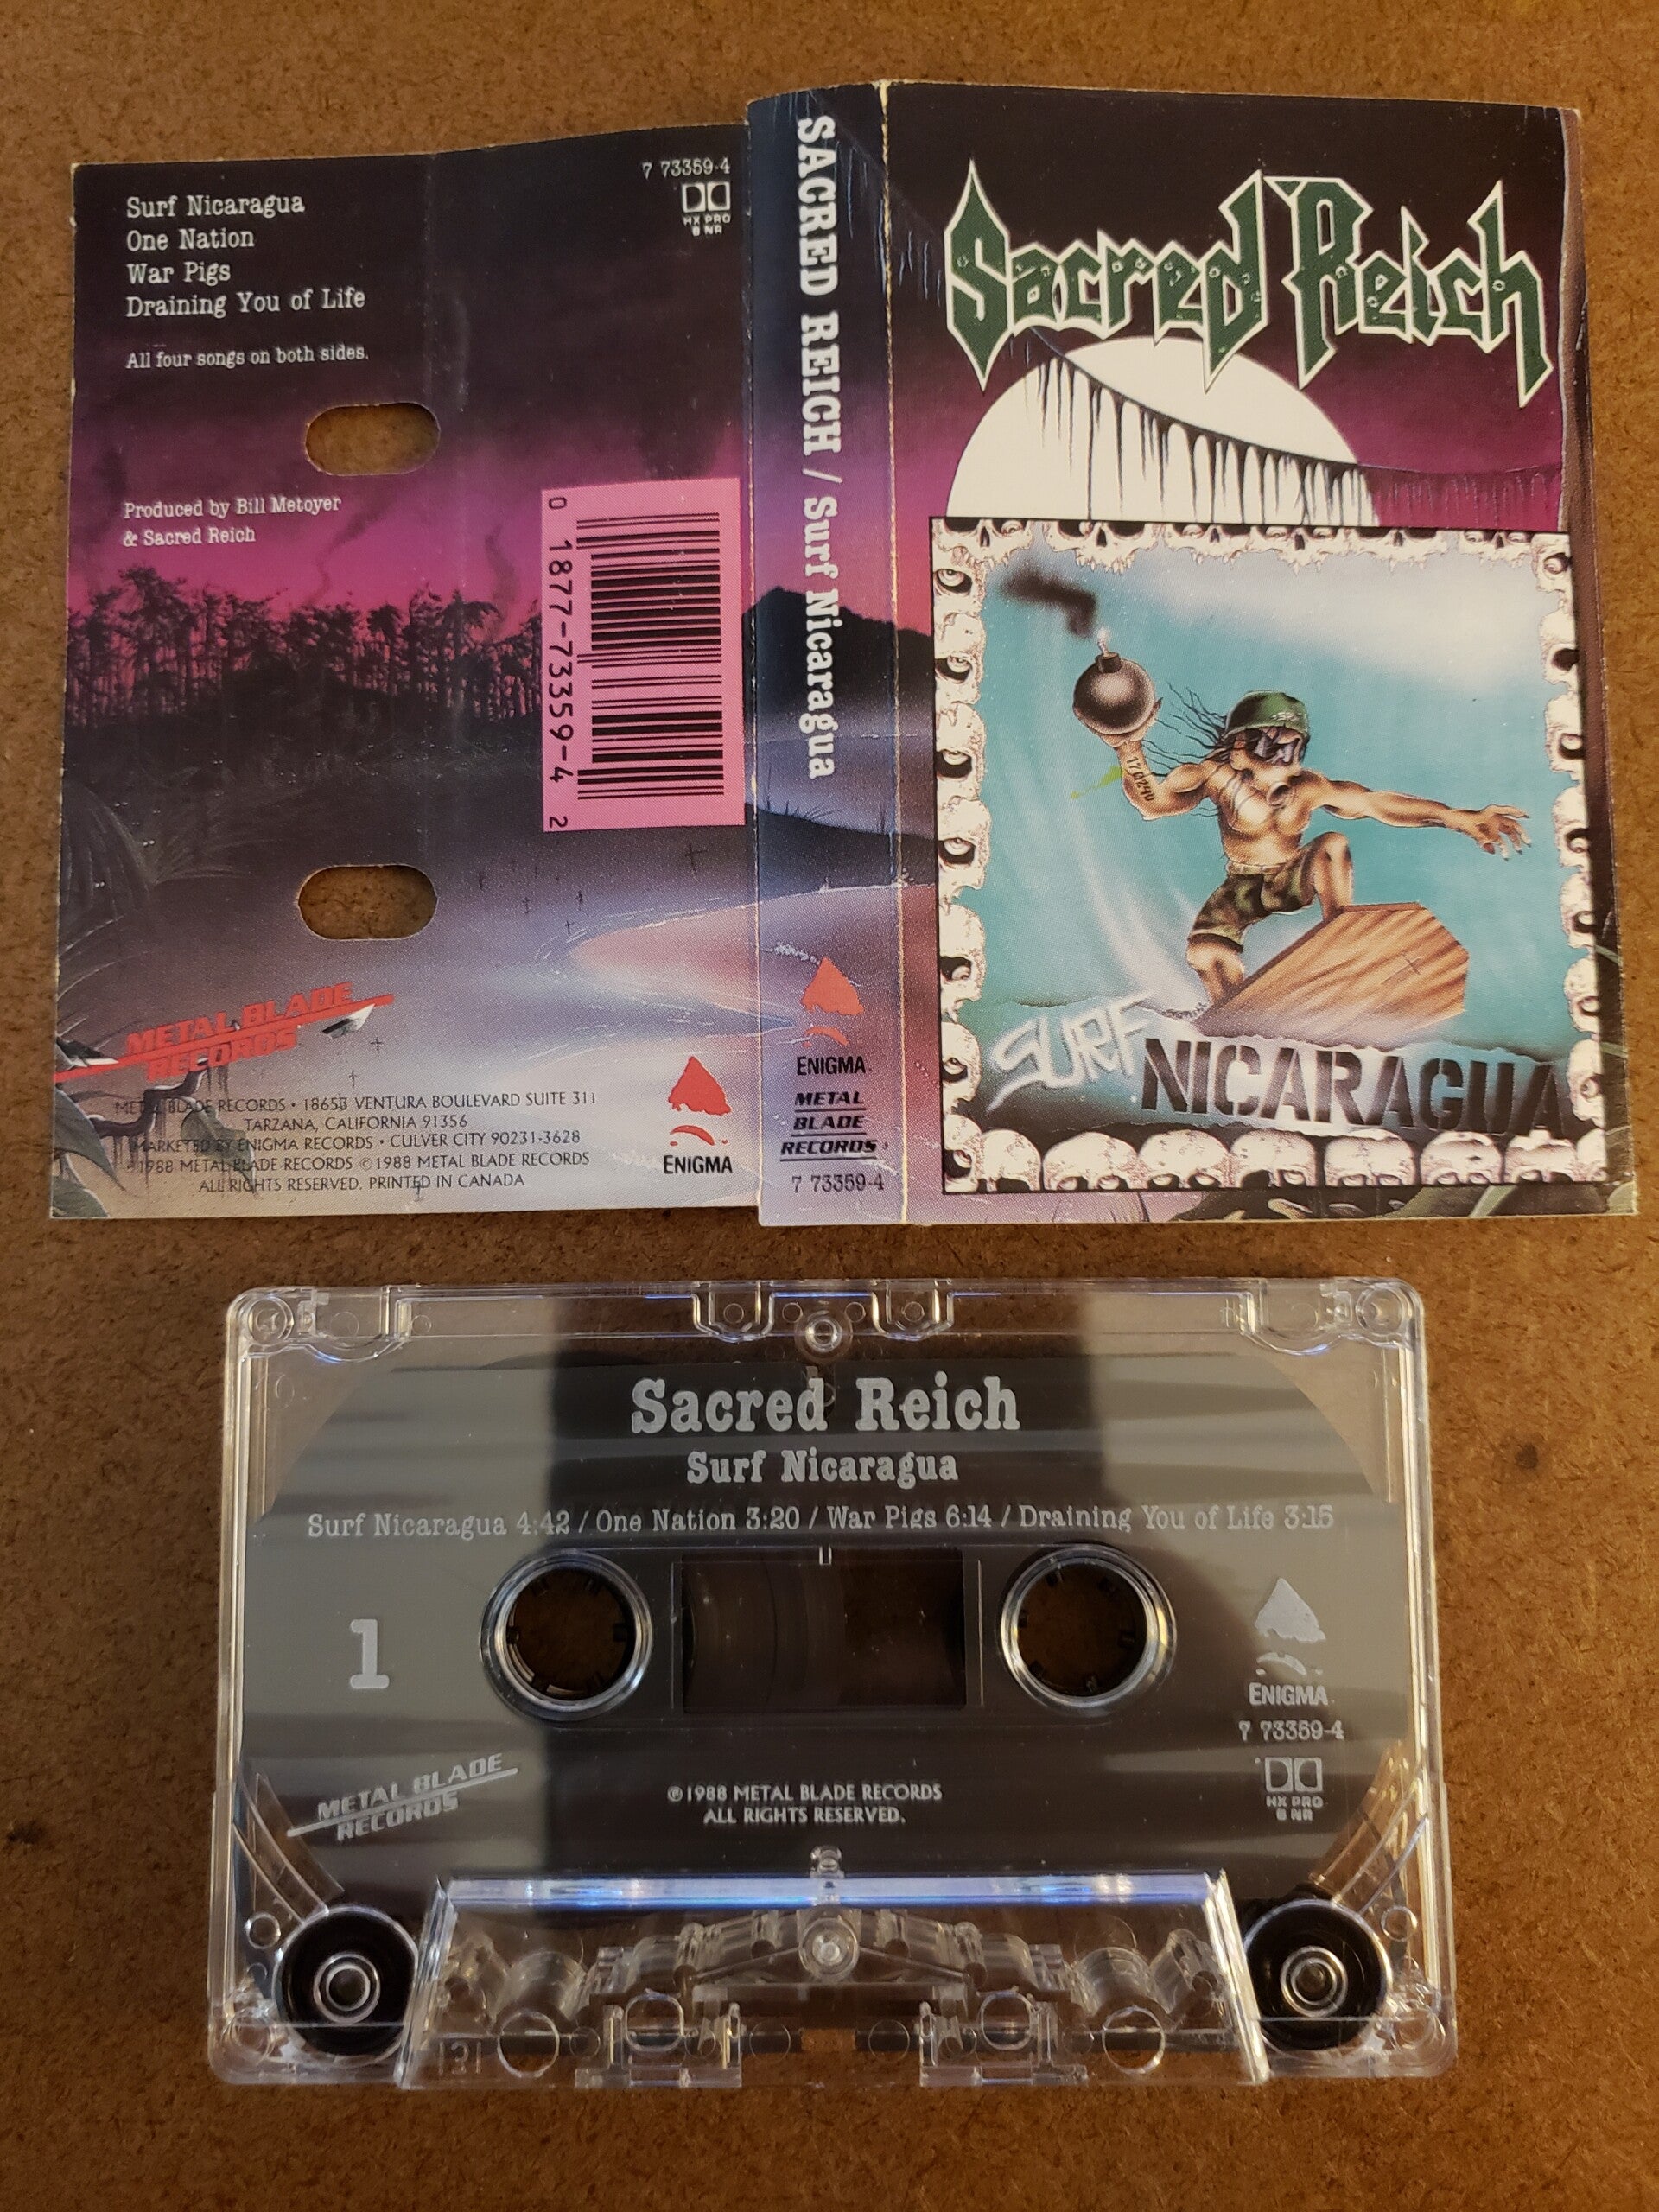 Surf Nicaragua
One Nation
War Pigs
Draining You of Life
All four songs on both sides.
7 73359-4
HX PRO
B NR
Produced by Bill Metoyer
& Sacred Reich
0 1877-73359-4 2
METAL BLADE
RECORDS
METAL BLADE RECORDS • 18653 VENTURA BOULEVARD SUITE 311
TARZANA, CALIFORNIA 91356
MARKETED BY ENIGMA RECORDS • CULVER CITY 90231-3628
℗1988 METAL BLADE RECORDS ©1988 METAL BLADE RECORDS
ALL RIGHTS RESERVED. PRINTED IN CANADA
ENIGMA
SACRED REICH / Surf Nicaragua
ENIGMA
METAL
BLADE
RECORDS
7 73359-4
Sacred Reich
SURF NICARAGUA
Sacred Reich
Surf Nicaragua
Surf Nicaragua 4:42 / One Nation 3:20 / War Pigs 6:14 / Draining You of Life 3:15
1
ENIGMA
7 73359-4
HX PRO
B NR
METAL BLADE
RECORDS
℗1988 METAL BLADE RECORDS
ALL RIGHTS RESERVED.